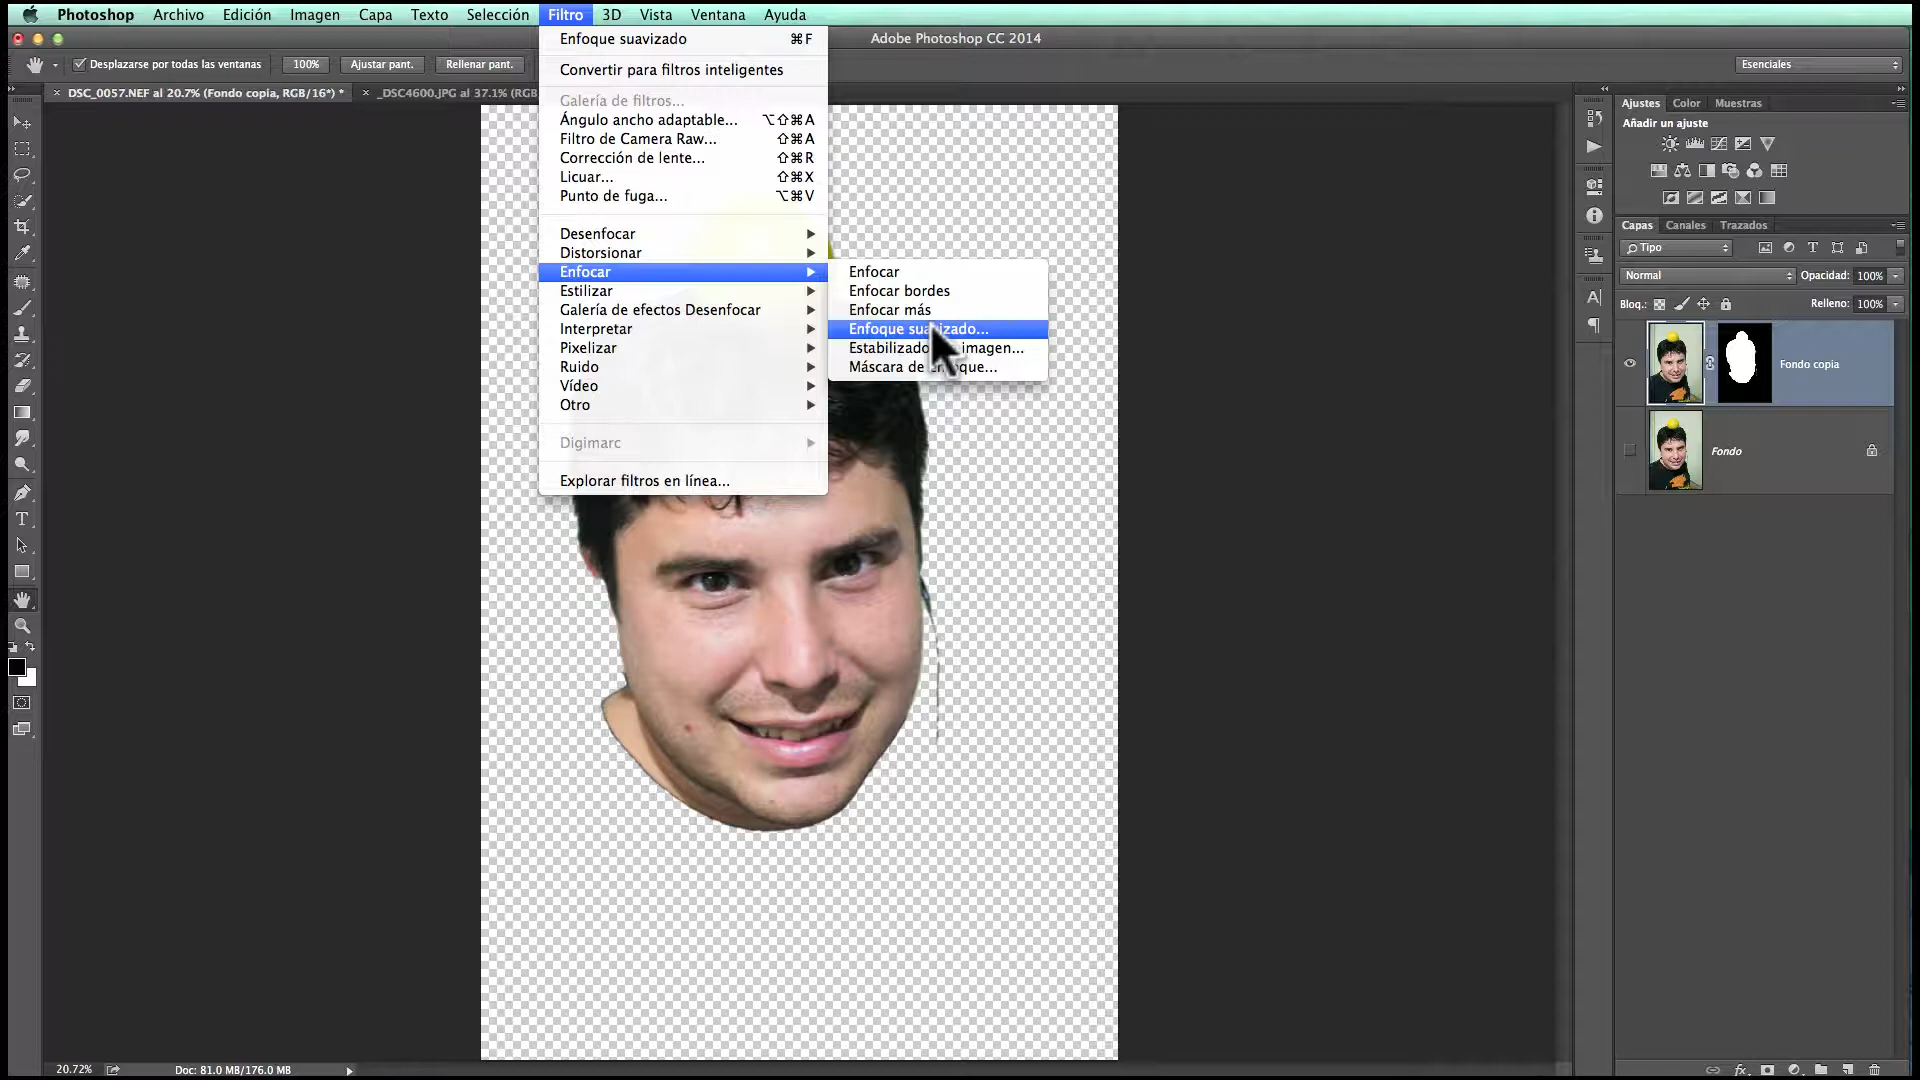 Photoshop Archivo Edición Imagen Capa Texto Selección Filtro 3D Vista Ventana Ayuda
Adobe Photoshop CC 2014
Desplazarse por todas las ventanas 100% Ajustar pant. Rellenar pant. Esenciales
× DSC_0057.NEF al 20.7% (Fondo copia, RGB/16*) * × _DSC4600.JPG al 37.1% (RGB
Enfoque suavizado ⌘F
Convertir para filtros inteligentes
Galería de filtros...
Ángulo ancho adaptable... ⌥⇧⌘A
Filtro de Camera Raw... ⇧⌘A
Corrección de lente... ⇧⌘R
Licuar... ⇧⌘X
Punto de fuga... ⌥⌘V
Desenfocar
Distorsionar
Enfocar
Estilizar
Galería de efectos Desenfocar
Interpretar
Pixelizar
Ruido
Vídeo
Otro
Digimarc
Explorar filtros en línea...
Enfocar
Enfocar bordes
Enfocar más
Enfoque suavizado...
imagen...
Máscara de
Ajustes Color Muestras
Añadir un ajuste
Capas Canales Trazados
Tipo
Normal Opacidad: 100%
Bloq.: Relleno: 100%
Fondo copia
Fondo
20.72% Doc: 81.0 MB/176.0 MB